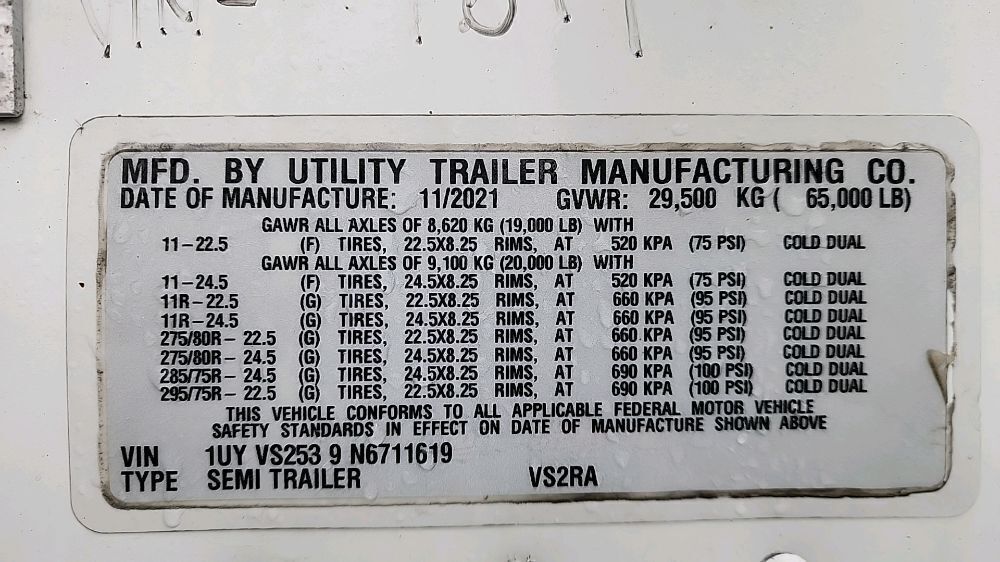 MFD. BY UTILITY TRAILER MANUFACTURING CO.
DATE OF MANUFACTURE: 11/2021 GVWR: 29,500 KG ( 65,000 LB)
GAWR ALL AXLES OF 8,620 KG (19,000 LB) WITH
11-22.5 (F) TIRES, 22.5X8.25 RIMS, AT 520 KPA (75 PSI) COLD DUAL
GAWR ALL AXLES OF 9,100 KG (20,000 LB) WITH
11-24.5 (F) TIRES, 24.5X8.25 RIMS, AT 520 KPA (75 PSI) COLD DUAL
11R-22.5 (G) TIRES, 22.5X8.25 RIMS, AT 660 KPA (95 PSI) COLD DUAL
11R-24.5 (G) TIRES, 24.5X8.25 RIMS, AT 660 KPA (95 PSI) COLD DUAL
275/80R-22.5 (G) TIRES, 22.5X8.25 RIMS, AT 660 KPA (95 PSI) COLD DUAL
275/80R-24.5 (G) TIRES, 24.5X8.25 RIMS, AT 660 KPA (95 PSI) COLD DUAL
285/75R-24.5 (G) TIRES, 24.5X8.25 RIMS, AT 690 KPA (100 PSI) COLD DUAL
295/75R-22.5 (G) TIRES, 22.5X8.25 RIMS, AT 690 KPA (100 PSI) COLD DUAL
THIS VEHICLE CONFORMS TO ALL APPLICABLE FEDERAL MOTOR VEHICLE
SAFETY STANDARDS IN EFFECT ON DATE OF MANUFACTURE SHOWN ABOVE
VIN 1UY VS253 9 N6711619
TYPE SEMI TRAILER VS2RA